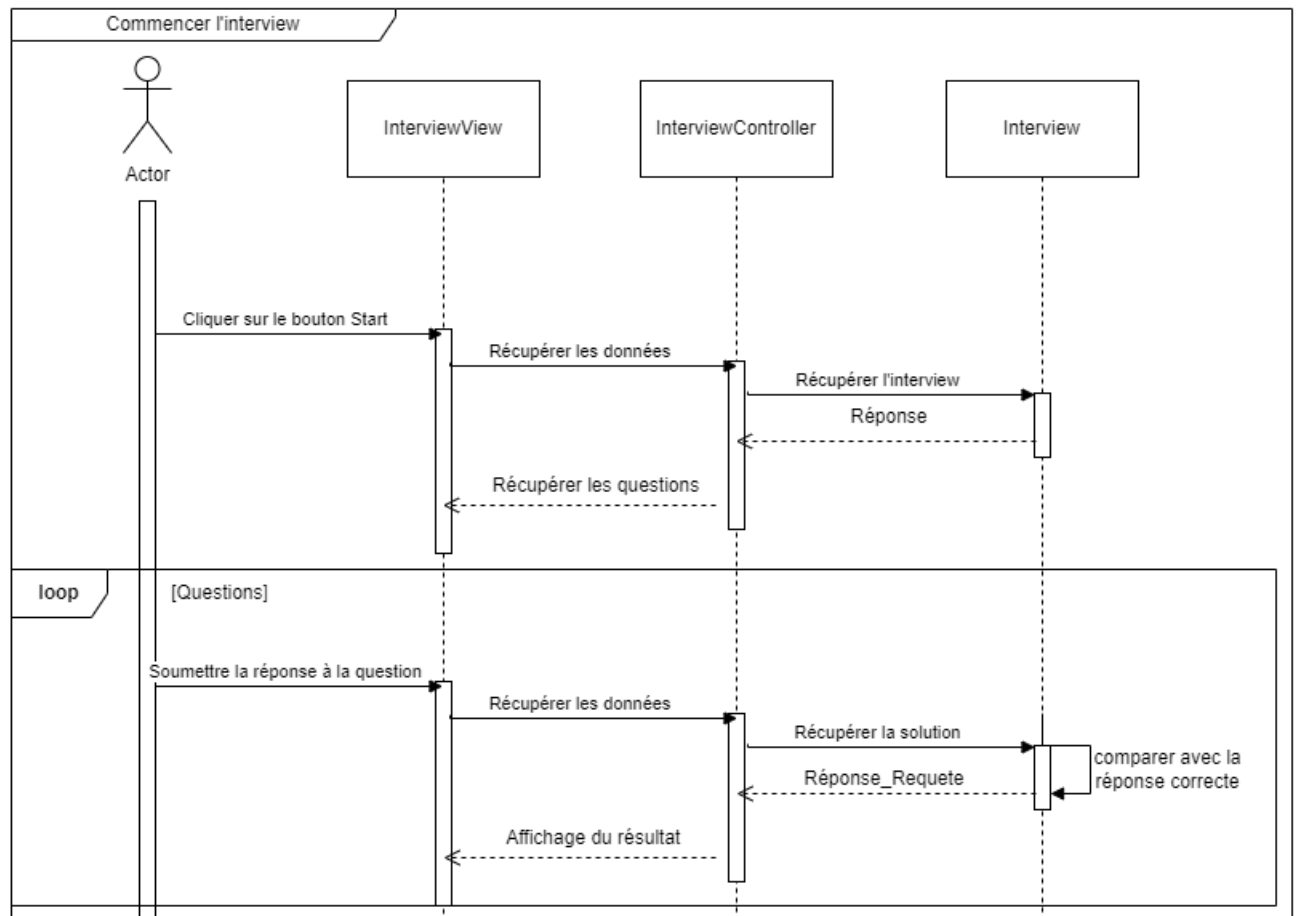 Commencer l'interview
Actor
InterviewView
InterviewController
Interview
Cliquer sur le bouton Start
Récupérer les données
Récupérer l'interview
Réponse
Récupérer les questions
loop
[Questions]
Soumettre la réponse à la question
Récupérer les données
Récupérer la solution
comparer avec la
réponse correcte
Réponse_Requete
Affichage du résultat